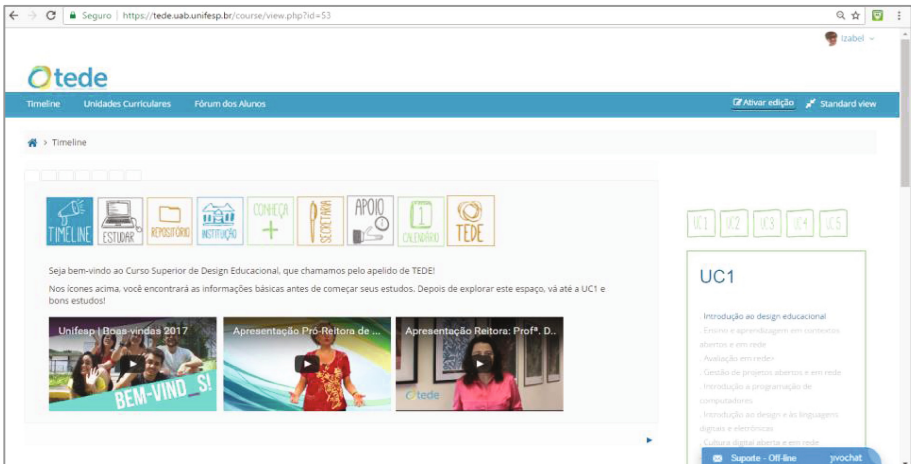 Seguro | https://tede.uab.unifesp.br/course/view.php?id=53
Izabel
tede
Timeline Unidades Curriculares Fórum dos Alunos Ativar edição Standard view
> Timeline
TIMELINE ESTUDAR REPOSITÓRIO INSTITUIÇÃO CONHEÇA + SECRETARIA APOIO CALENDÁRIO 1 TEDE
UC1 UC2 UC3 UC4 UC5
Seja bem-vindo ao Curso Superior de Design Educacional, que chamamos pelo apelido de TEDE!
Nos ícones acima, você encontrará as informações básicas antes de começar seus estudos. Depois de explorar este espaço, vá até a UC1 e
bons estudos!
Unifesp | Boas-vindas 2017
BEM-VIND_S!
Apresentação Pró-Reitora de ...
Apresentação Reitora: Profª. D..
tede
UC1
. Introdução ao design educacional
. Ensino e aprendizagem em contextos
abertos e em rede
. Avaliação em redev
. Gestão de projetos abertos e em rede
. Introdução a programação de
computadores
. Introdução ao design e às linguagens
digitais e eletrônicas
. Cultura digital aberta e em rede
Suporte - Off-line